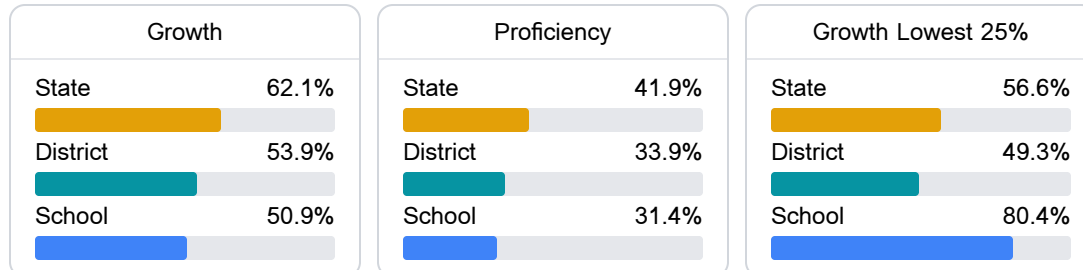 Growth
State 62.1%
District 53.9%
School 50.9%
Proficiency
State 41.9%
District 33.9%
School 31.4%
Growth Lowest 25%
State 56.6%
District 49.3%
School 80.4%